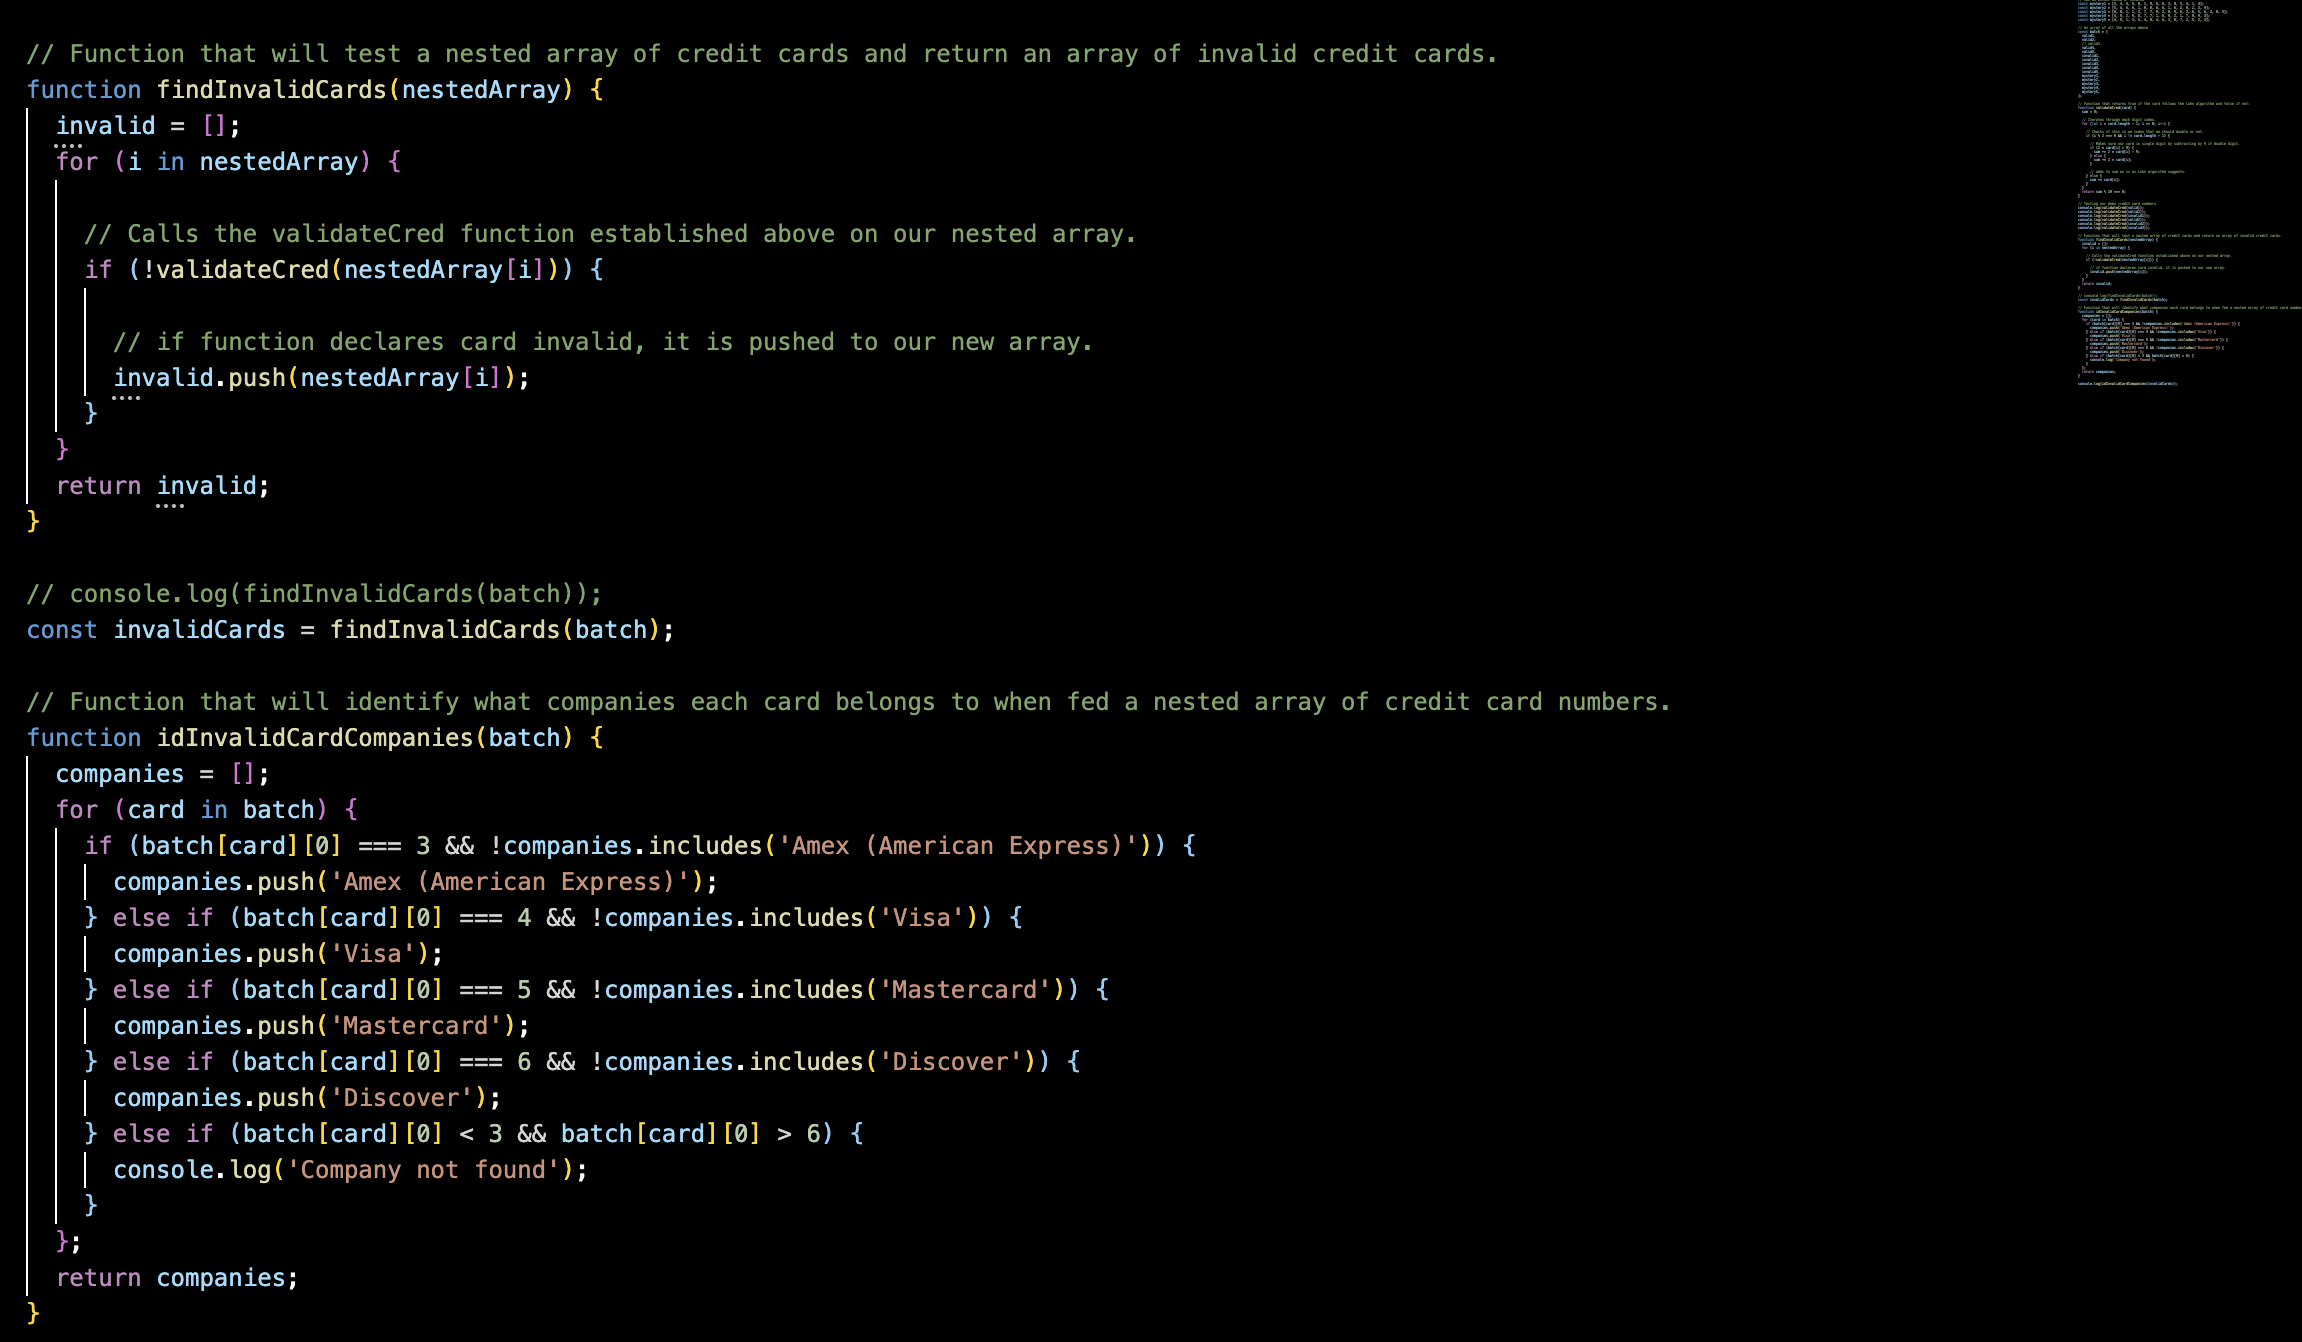 // Function that will test a nested array of credit cards and return an array of invalid credit cards.
function findInvalidCards(nestedArray) {
invalid = [];
for (i in nestedArray) {
// Calls the validateCred function established above on our nested array.
if (!validateCred(nestedArray[i])) {
// if function declares card invalid, it is pushed to our new array.
invalid.push(nestedArray[i]);
}
}
return invalid;
}
// console.log(findInvalidCards(batch));
const invalidCards = findInvalidCards(batch);
// Function that will identify what companies each card belongs to when fed a nested array of credit card numbers.
function idInvalidCardCompanies(batch) {
companies = [];
for (card in batch) {
if (batch[card][0] === 3 && !companies.includes('Amex (American Express)')) {
companies.push('Amex (American Express)');
} else if (batch[card][0] === 4 && !companies.includes('Visa')) {
companies.push('Visa');
} else if (batch[card][0] === 5 && !companies.includes('Mastercard')) {
companies.push('Mastercard');
} else if (batch[card][0] === 6 && !companies.includes('Discover')) {
companies.push('Discover');
} else if (batch[card][0] < 3 && batch[card][0] > 6) {
console.log('Company not found');
}
};
return companies;
}